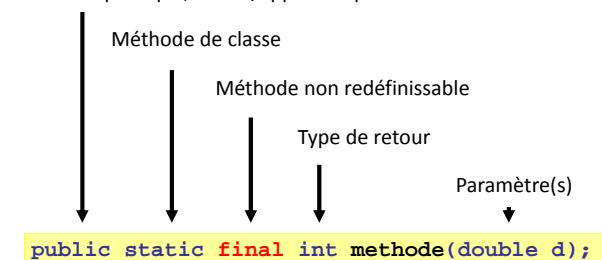 Méthode de classe
Méthode non redéfinissable
Type de retour
Paramètre(s)
public static final int methode(double d);